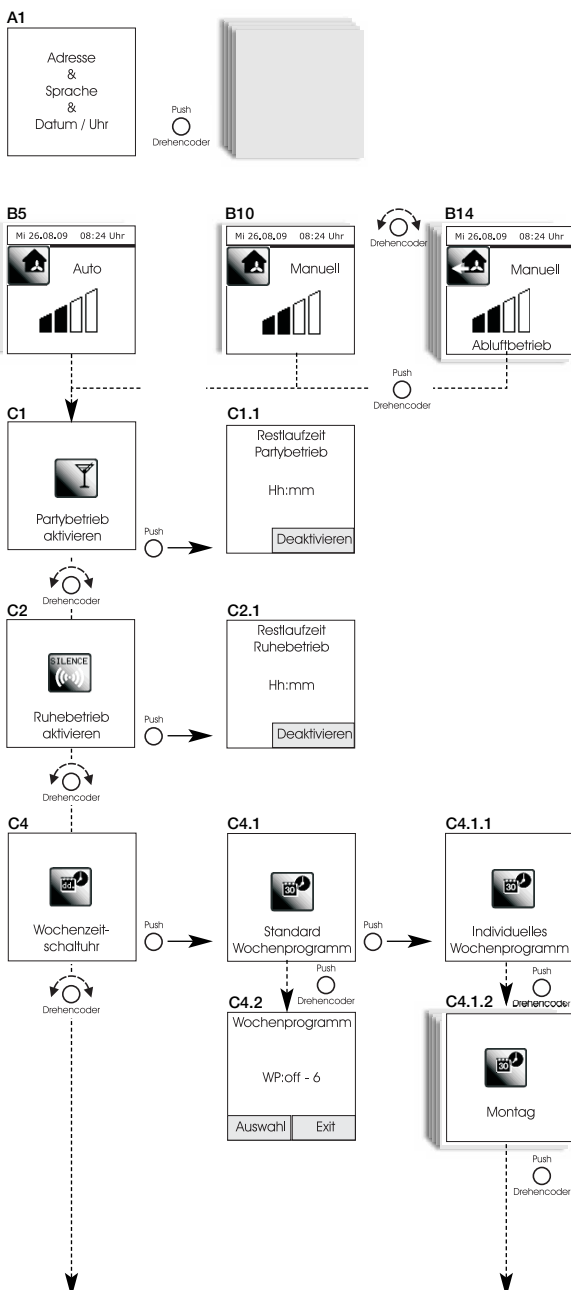 A1
Adresse
&
Sprache
&
Datum / Uhr
Push
Drehencoder
B5
Mi 26.08.09 08:24 Uhr
Auto
B10
Mi 26.08.09 08:24 Uhr
Manuell
Drehencoder
B14
Mi 26.08.09 08:24 Uhr
Manuell
Abluftbetrieb
Push
Drehencoder
C1
Partybetrieb
aktivieren
Push
C1.1
Restlaufzeit
Partybetrieb
Hh:mm
Deaktivieren
Drehencoder
C2
SILENCE
Ruhebetrieb
aktivieren
Push
C2.1
Restlaufzeit
Ruhebetrieb
Hh:mm
Deaktivieren
Drehencoder
C4
dd.
Wochenzeit-
schaltuhr
Push
C4.1
30
Standard
Wochenprogramm
Push
C4.1.1
30
Individuelles
Wochenprogramm
Drehencoder
Push
Drehencoder
Push
Drehencoder
C4.2
Wochenprogramm
WP:off - 6
Auswahl Exit
C4.1.2
30
Montag
Push
Drehencoder